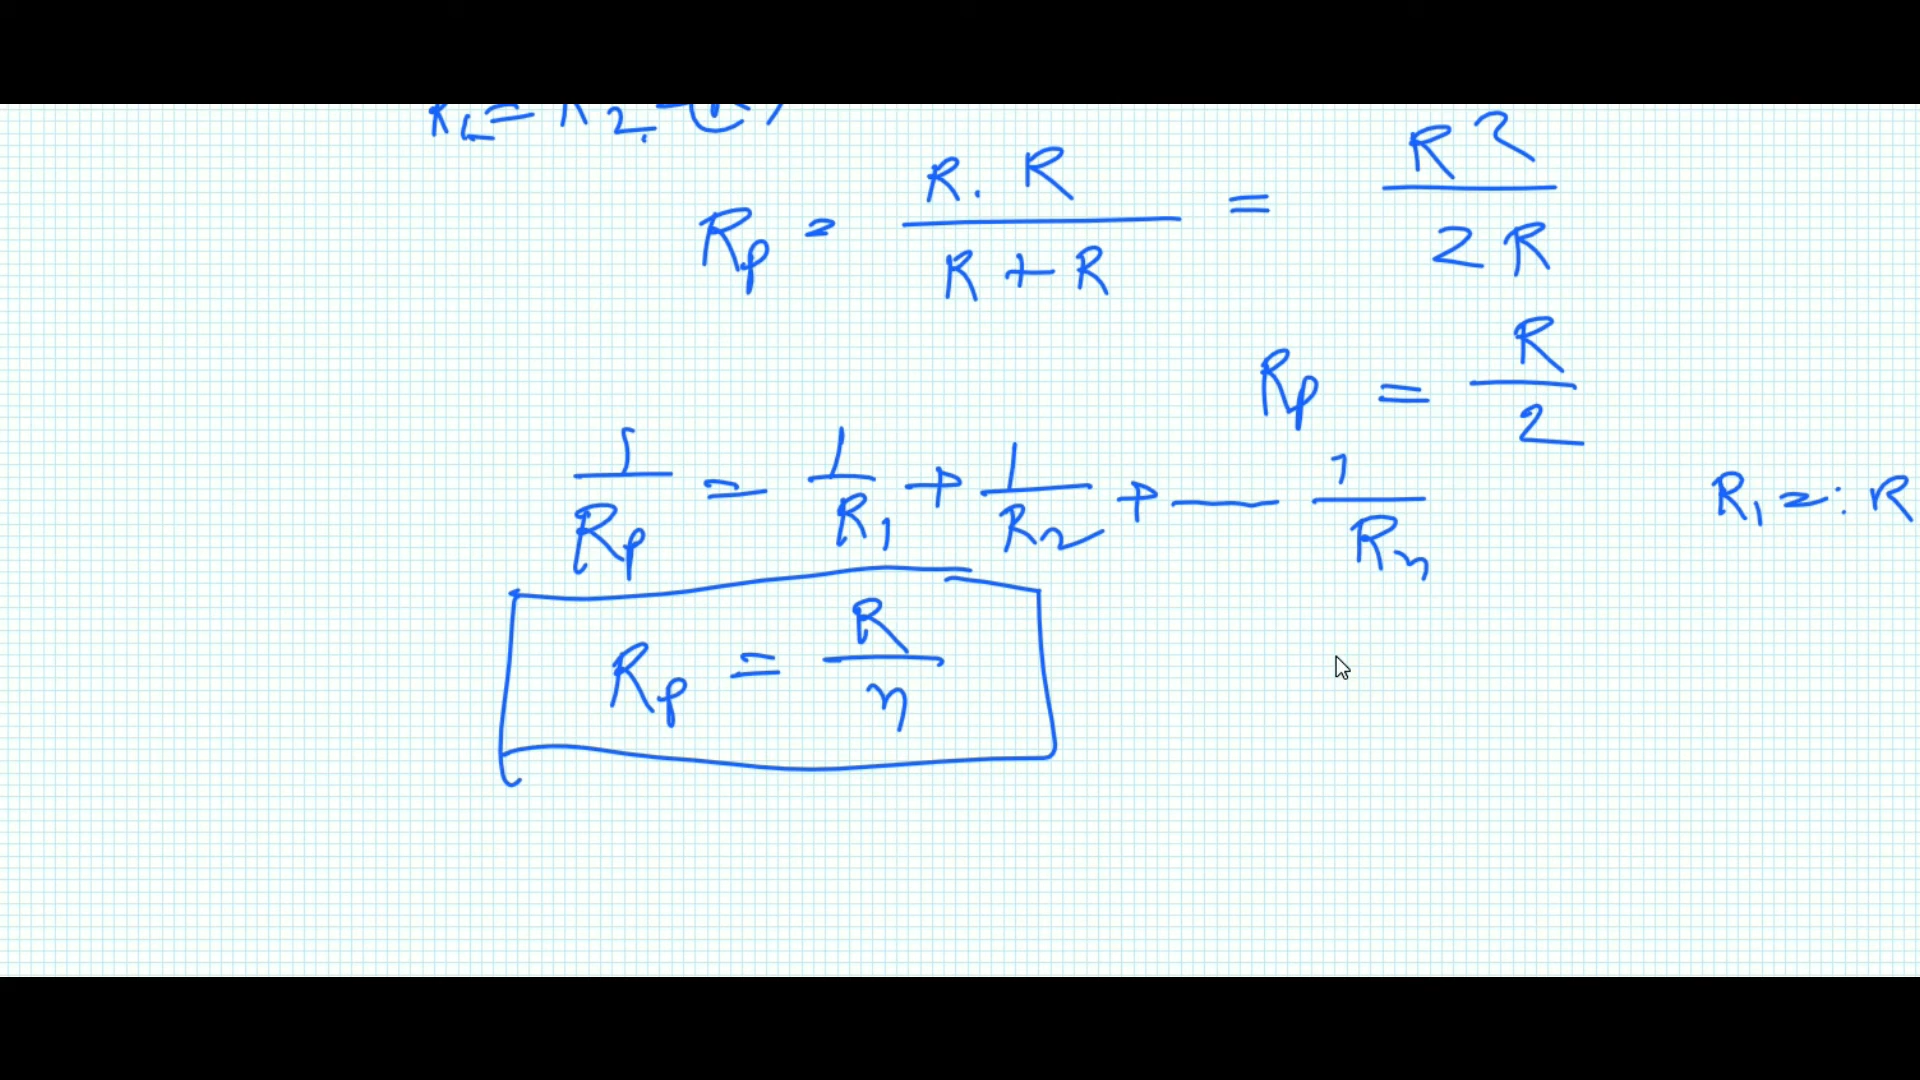 Rp = R. R / R + R = R² / 2R
Rp = R / 2
1 / Rp = 1 / R1 + 1 / R2 + — 1 / Rn
R1 = : R
Rp = R / n